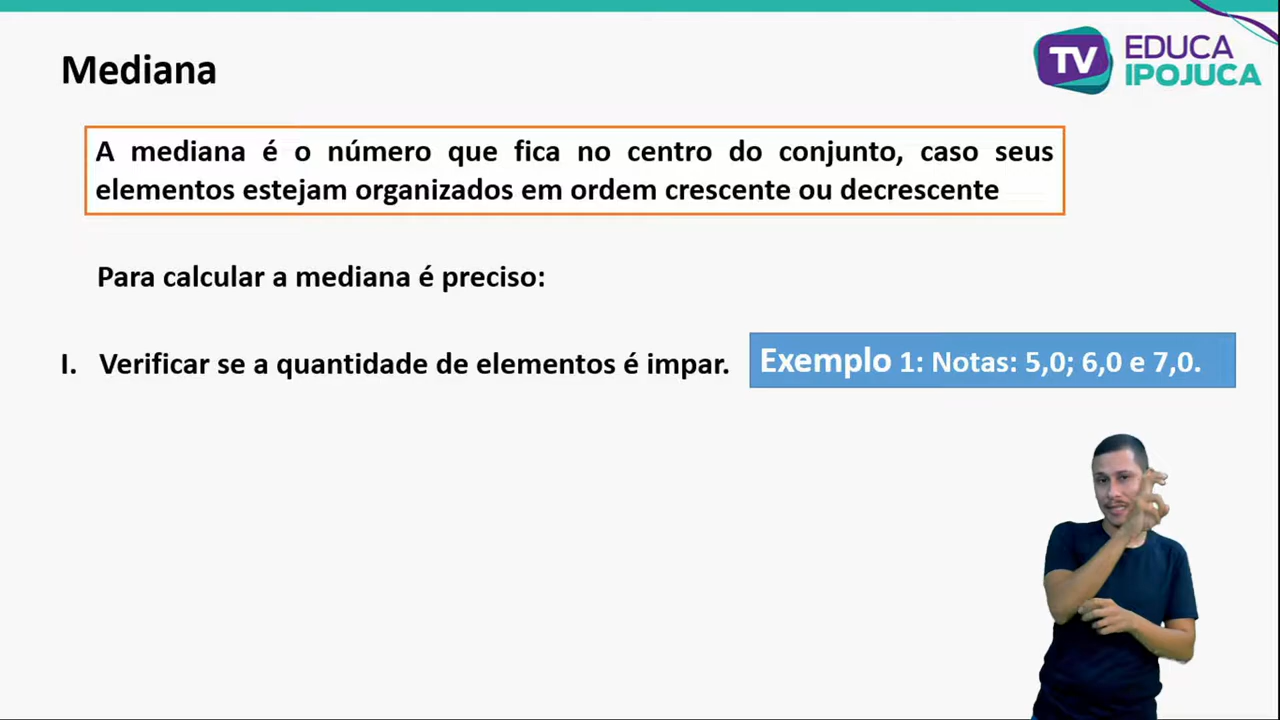 Mediana
TV EDUCA
IPOJUCA
A mediana é o número que fica no centro do conjunto, caso seus
elementos estejam organizados em ordem crescente ou decrescente
Para calcular a mediana é preciso:
I. Verificar se a quantidade de elementos é impar.
Exemplo 1: Notas: 5,0; 6,0 e 7,0.